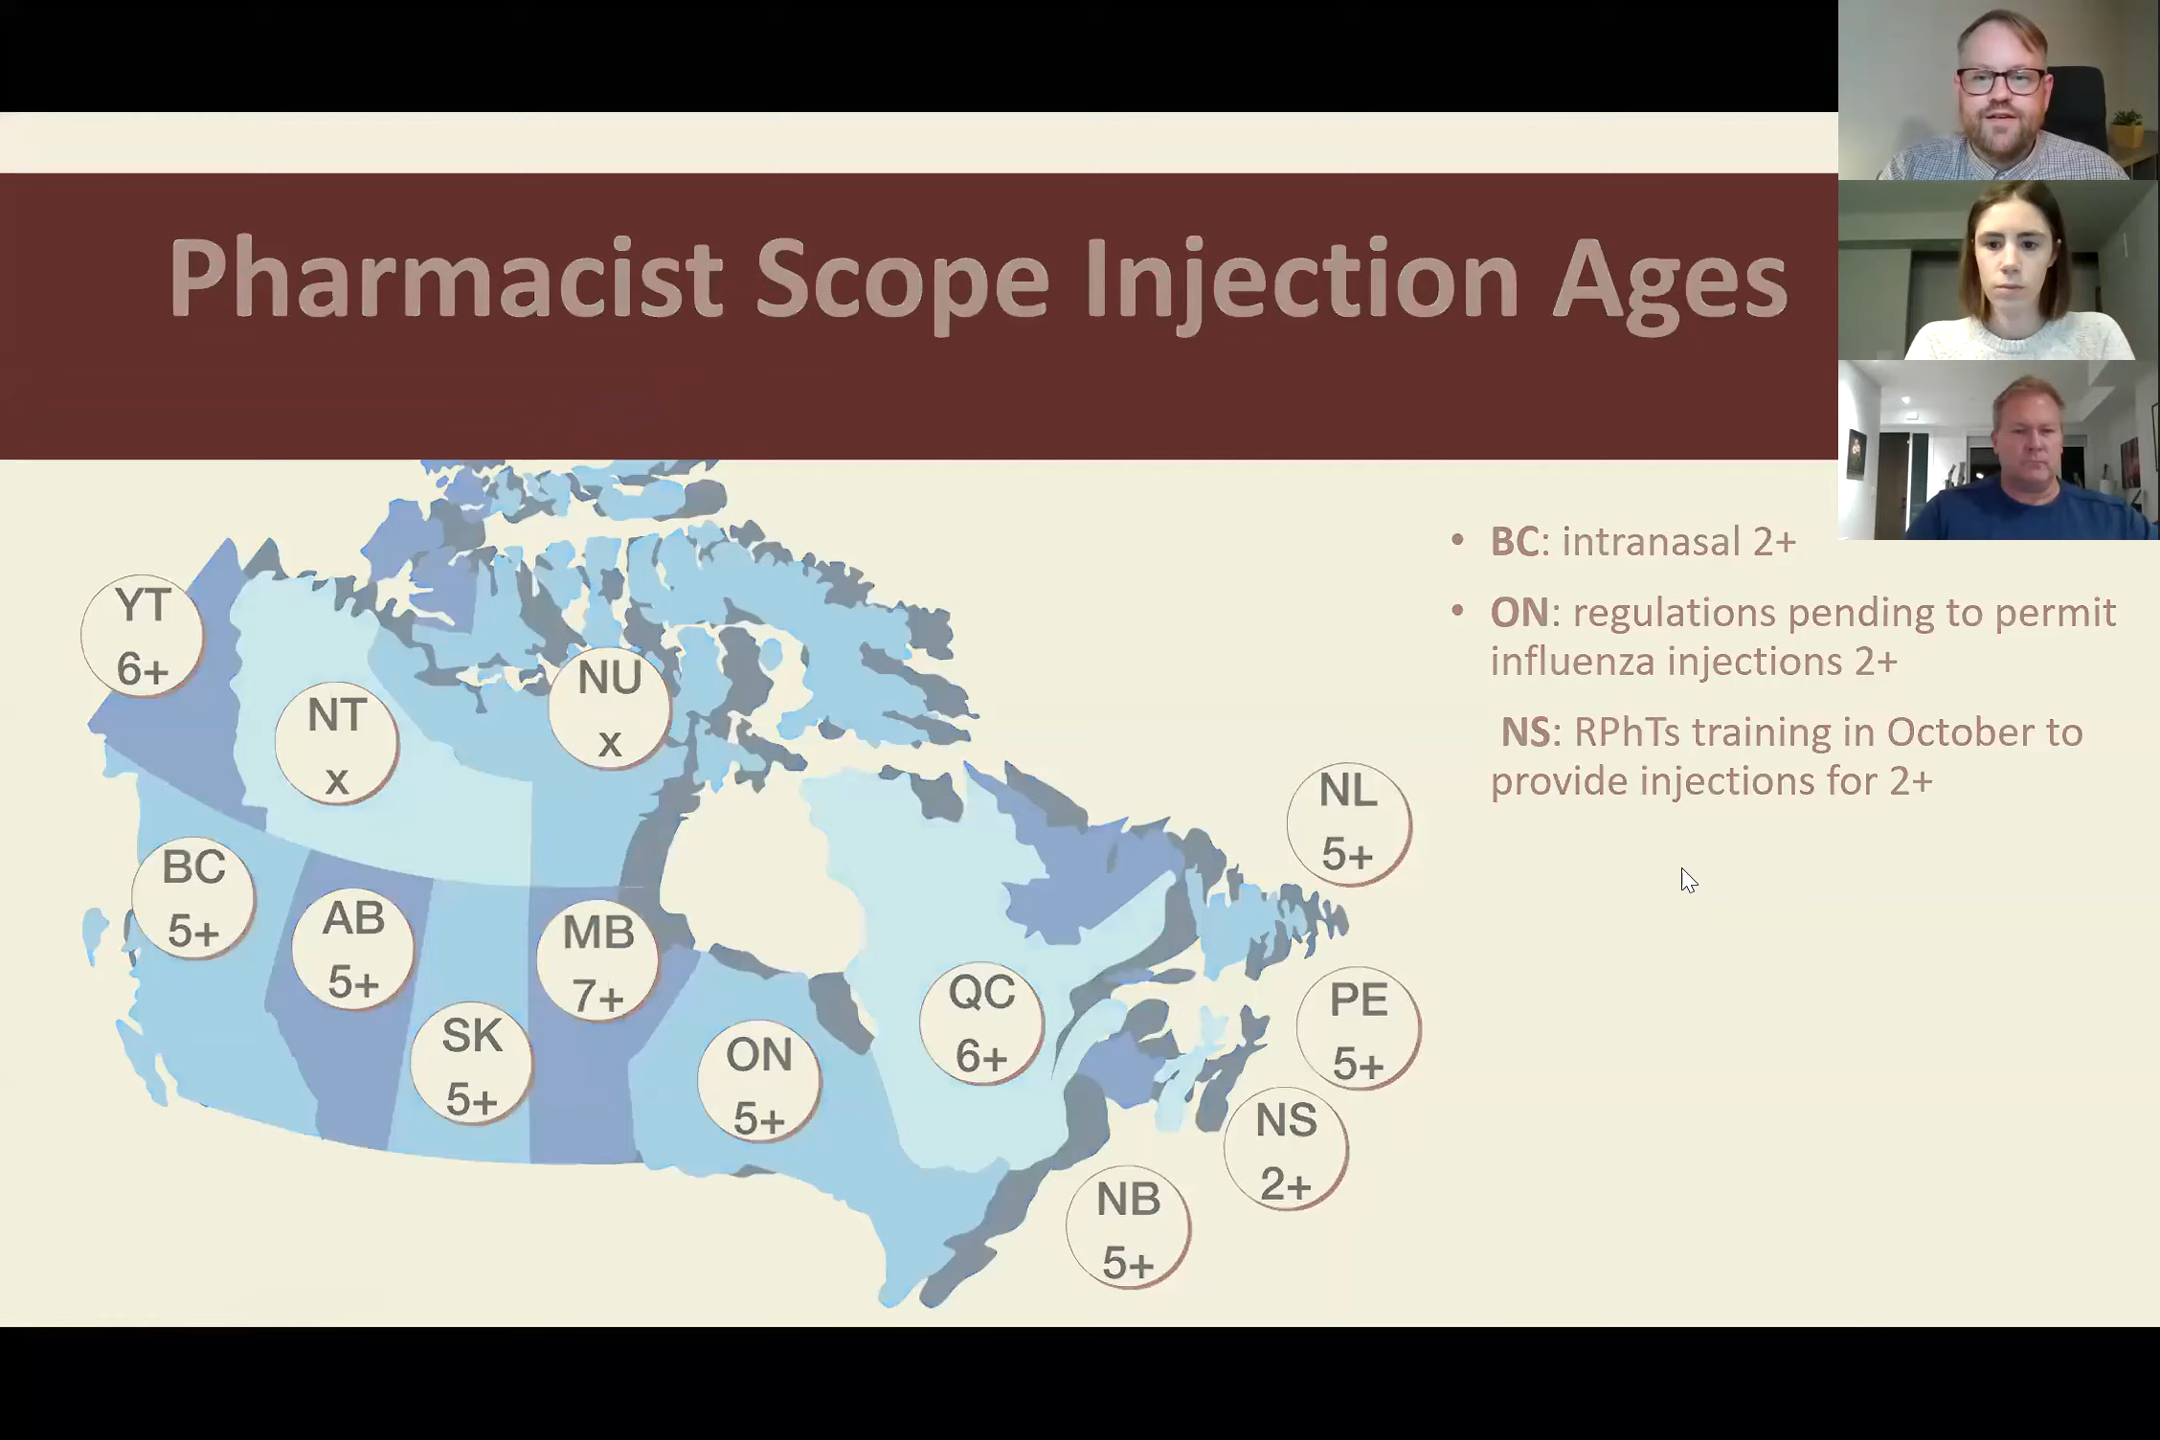 Pharmacist Scope Injection Ages
YT
6+
NT
x
NU
x
BC
5+
AB
5+
SK
5+
MB
7+
ON
5+
QC
6+
NL
5+
PE
5+
NS
2+
NB
5+
• BC: intranasal 2+
• ON: regulations pending to permit
influenza injections 2+
NS: RPhTs training in October to
provide injections for 2+